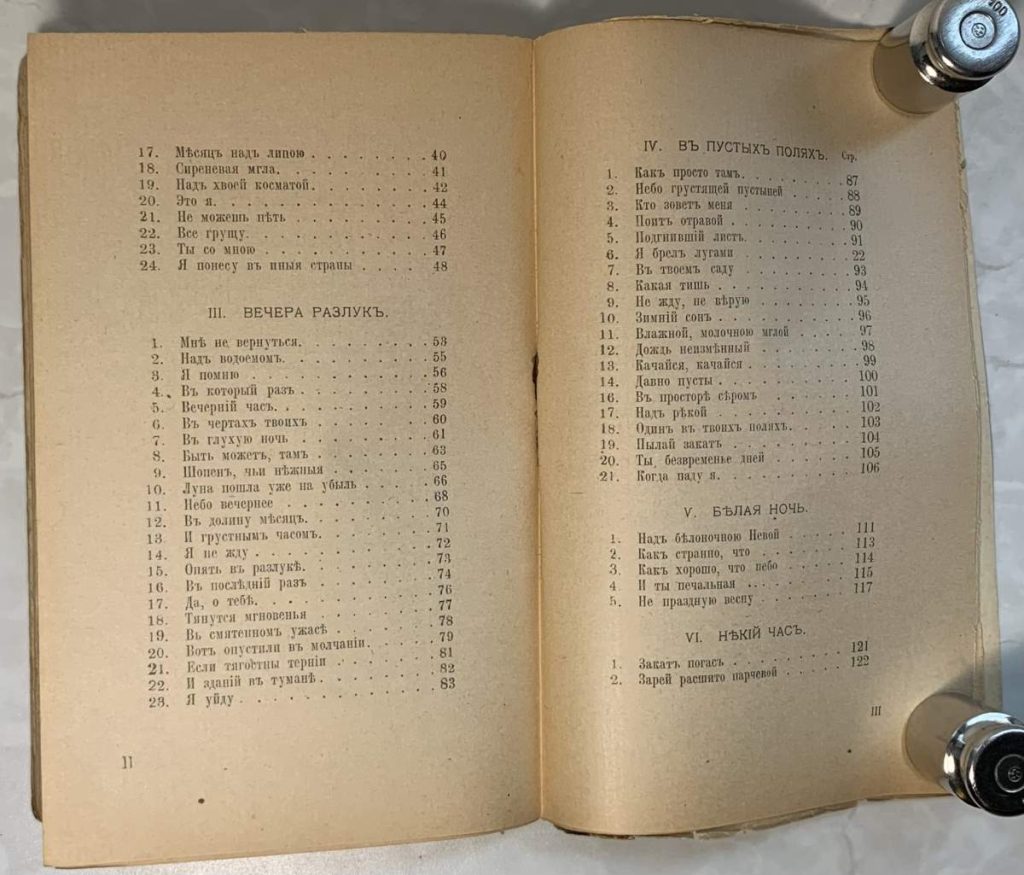 17. Мѣсяцъ надъ липою . . . . . . . . 40
18. Сиреневая мгла. . . . . . . . . . 41
19. Надъ хвоей косматой. . . . . . . . 42
20. Это я. . . . . . . . . . . . . 44
21. Не можешь пѣть . . . . . . . . . 45
22. Все грущу. . . . . . . . . . . 46
23. Ты со мною . . . . . . . . . . 47
24. Я понесу въ иныя страны . . . . . 48
III. ВЕЧЕРА РАЗЛУКЪ.
1. Мнѣ не вернуться. . . . . . . . . 53
2. Надъ водоемомъ. . . . . . . . . . 55
3. Я помню . . . . . . . . . . . . 56
4. Въ который разъ . . . . . . . . . 58
5. Вечерній часъ. . . . . . . . . . 59
6. Въ чертахъ твоихъ . . . . . . . . 60
7. Въ глухую ночь . . . . . . . . . 61
8. Быть можетъ, тамъ . . . . . . . . 63
9. Шопенъ, чьи нѣжныя . . . . . . . 65
10. Луна пошла уже на убыль . . . . . 66
11. Небо вечернее . . . . . . . . . 68
12. Въ долину мѣсяцъ. . . . . . . . . 70
13. И грустнымъ часомъ. . . . . . . . 71
14. Я не жду . . . . . . . . . . . 72
15. Опять въ разлукѣ. . . . . . . . . 73
16. Въ послѣдній разъ . . . . . . . . 74
17. Да, о тебѣ. . . . . . . . . . . 76
18. Тянутся мгновенья . . . . . . . . 77
19. Въ смятенномъ ужасѣ . . . . . . . 78
20. Вотъ опустили въ молчаніи. . . . . 79
21. Если тягостны терніи . . . . . . . 81
22. И зданій въ туманѣ. . . . . . . . 82
23. Я уйду . . . . . . . . . . . . 83
II
IV. ВЪ ПУСТЫХЪ ПОЛЯХЪ. Стр.
1. Какъ просто тамъ. . . . . . . . . 87
2. Небо грустящей пустыней . . . . . 88
3. Кто зоветъ меня . . . . . . . . . 89
4. Поитъ отравой . . . . . . . . . 90
5. Подгнившій листъ. . . . . . . . . 91
6. Я брелъ лугами . . . . . . . . . 22
7. Въ твоемъ саду . . . . . . . . . 93
8. Какая тишь . . . . . . . . . . 94
9. Не жду, не вѣрую . . . . . . . . 95
10. Зимній сонъ . . . . . . . . . . 96
11. Влажной, молочною мглой . . . . . 97
12. Дождь неизмѣнный . . . . . . . . 98
13. Качайся, качайся . . . . . . . . 99
14. Давно пусты . . . . . . . . . . 100
16. Въ просторѣ сѣромъ . . . . . . . 101
17. Надъ рѣкой . . . . . . . . . . 102
18. Одинъ въ твоихъ поляхъ. . . . . . 103
19. Пылай закатъ . . . . . . . . . . 104
20. Ты, безвременье дней . . . . . . . 105
21. Когда паду я. . . . . . . . . . 106
V. БѢЛАЯ НОЧЬ.
1. Надъ бѣлоночною Невой . . . . . . 111
2. Какъ странно, что . . . . . . . . 113
3. Какъ хорошо, что небо . . . . . . 114
4 И ты печальная . . . . . . . . . 115
5. Не праздную весну . . . . . . . . 117
VI. НѢКІЙ ЧАСЪ.
1. Закатъ погасъ . . . . . . . . . 121
2. Зарей расшито парчевой . . . . . . 122
III